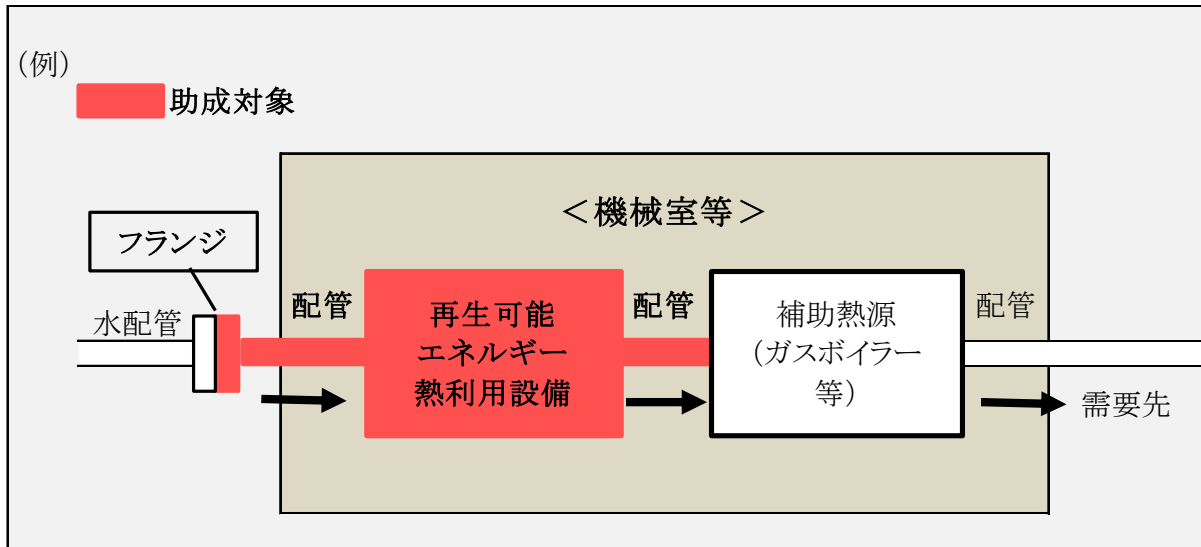 (例)
助成対象
＜機械室等＞
フランジ
水配管
配管
再生可能
エネルギー
熱利用設備
配管
補助熱源
(ガスボイラー
等)
配管
需要先